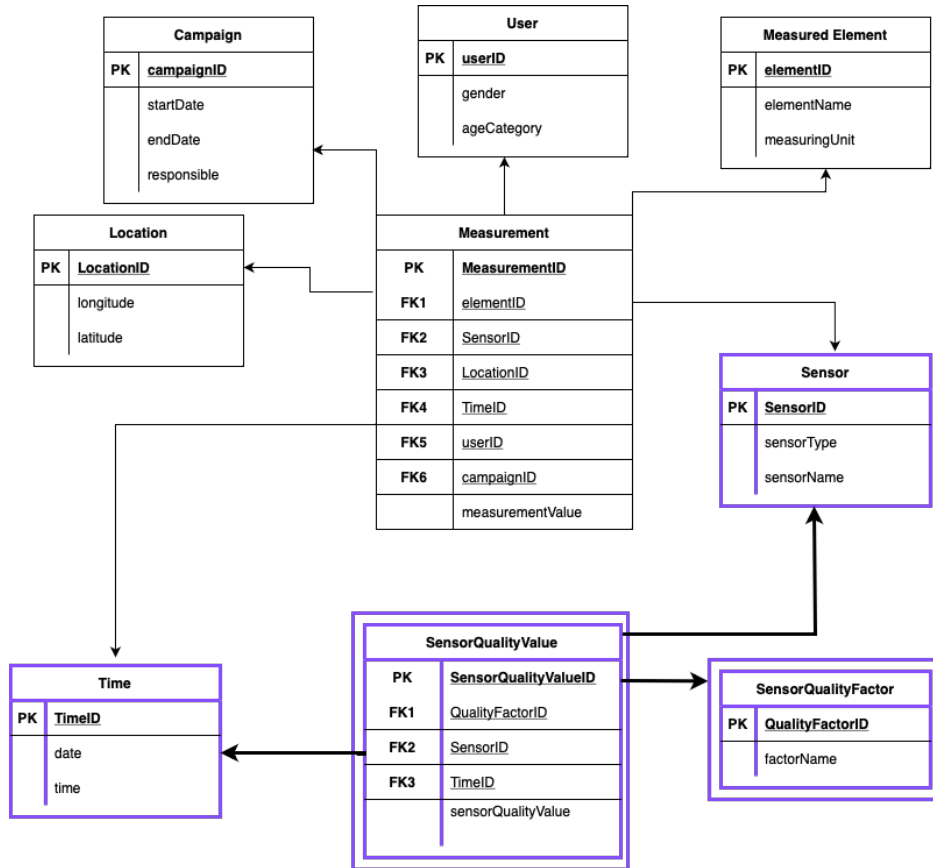 Campaign
PK campaignID
startDate
endDate
responsible
User
PK userID
gender
ageCategory
Measured Element
PK elementID
elementName
measuringUnit
Location
PK LocationID
longitude
latitude
Measurement
PK MeasurementID
FK1 elementID
FK2 SensorID
FK3 LocationID
FK4 TimeID
FK5 userID
FK6 campaignID
measurementValue
Sensor
PK SensorID
sensorType
sensorName
Time
PK TimeID
date
time
SensorQualityValue
PK SensorQualityValueID
FK1 QualityFactorID
FK2 SensorID
FK3 TimeID
sensorQualityValue
SensorQualityFactor
PK QualityFactorID
factorName